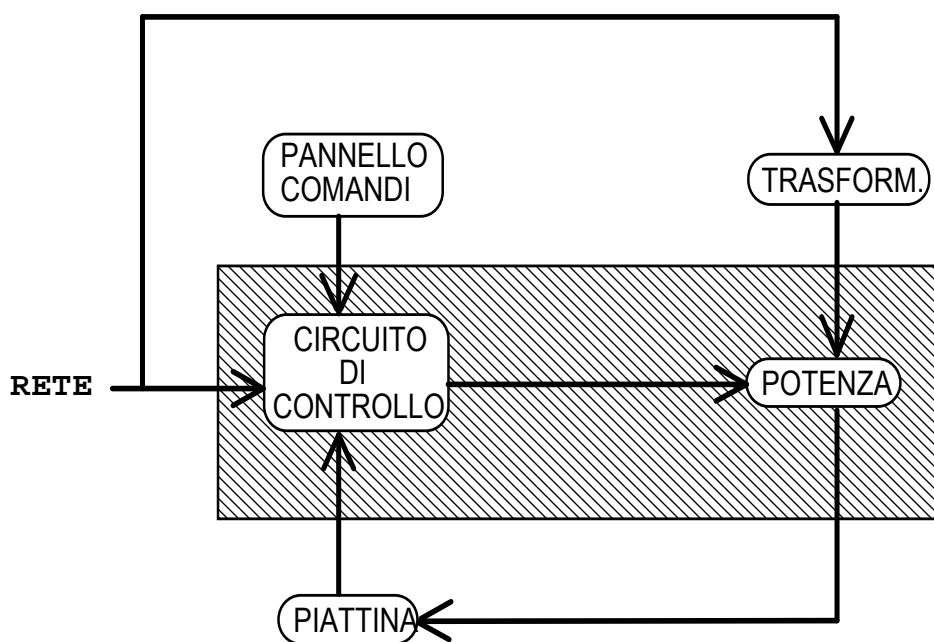 PANNELLO
COMANDI
TRASFORM.
CIRCUITO
DI
CONTROLLO
RETE
POTENZA
PIATTINA